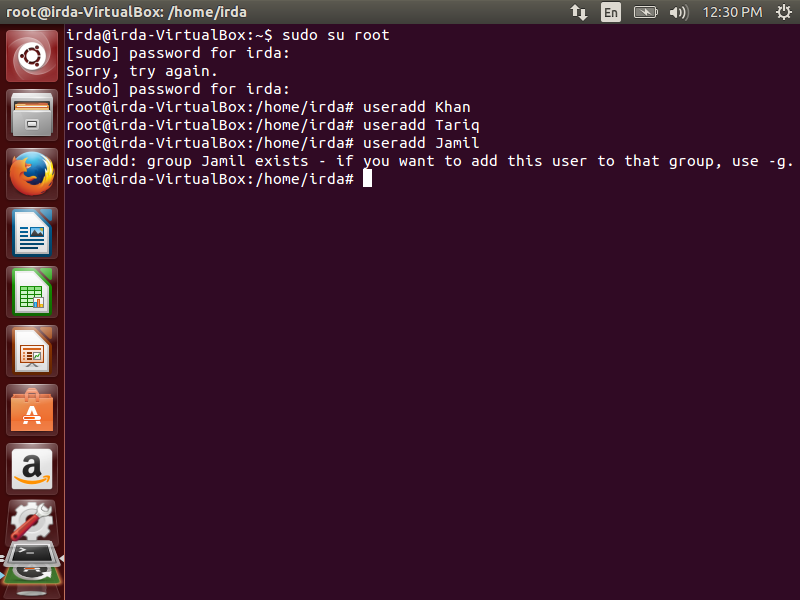 root@irda-VirtualBox: /home/irda
En
12:30 PM
irda@irda-VirtualBox:~$ sudo su root
[sudo] password for irda:
Sorry, try again.
[sudo] password for irda:
root@irda-VirtualBox:/home/irda# useradd Khan
root@irda-VirtualBox:/home/irda# useradd Tariq
root@irda-VirtualBox:/home/irda# useradd Jamil
useradd: group Jamil exists - if you want to add this user to that group, use -g.
root@irda-VirtualBox:/home/irda#
A
a
>_